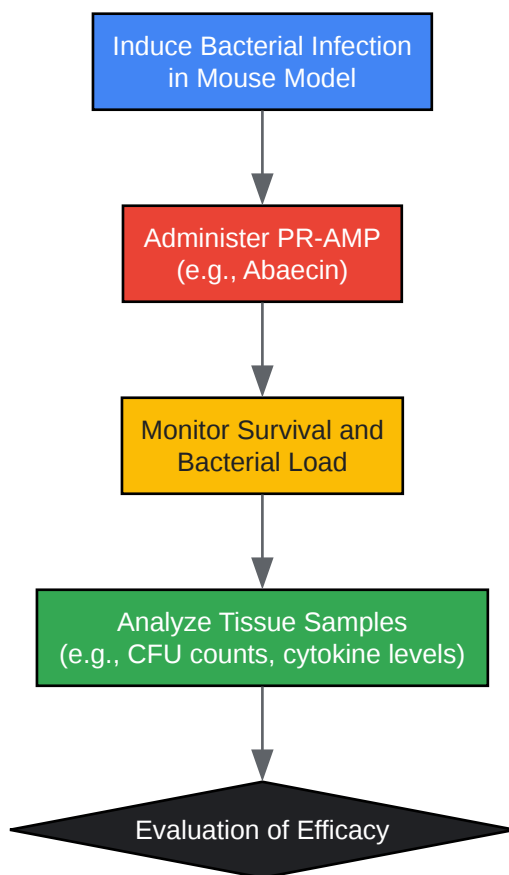 Induce Bacterial Infection
in Mouse Model
Administer PR-AMP
(e.g., Abaecin)
Monitor Survival and
Bacterial Load
Analyze Tissue Samples
(e.g., CFU counts, cytokine levels)
Evaluation of Efficacy